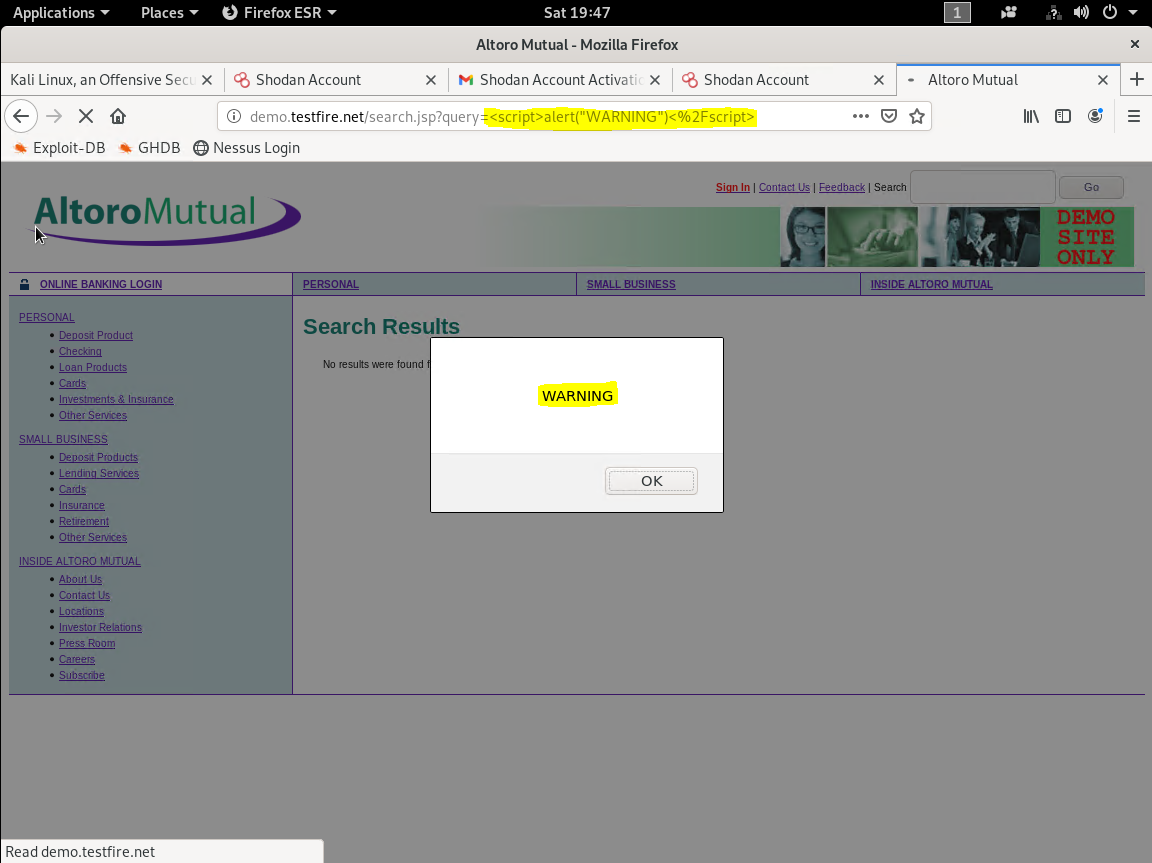 Applications Places Firefox ESR Sat 19:47 1
Altoro Mutual - Mozilla Firefox
Kali Linux, an Offensive Secu Shodan Account Shodan Account Activatio Shodan Account Altoro Mutual
demo.testfire.net/search.jsp?query=<script>alert("WARNING")<%2Fscript>
Exploit-DB GHDB Nessus Login
Sign In | Contact Us | Feedback | Search Go
AltoroMutual
DEMO
SITE
ONLY
ONLINE BANKING LOGIN PERSONAL SMALL BUSINESS INSIDE ALTORO MUTUAL
PERSONAL
Deposit Product
Checking
Loan Products
Cards
Investments & Insurance
Other Services
SMALL BUSINESS
Deposit Products
Lending Services
Cards
Insurance
Retirement
Other Services
INSIDE ALTORO MUTUAL
About Us
Contact Us
Locations
Investor Relations
Press Room
Careers
Subscribe
Search Results
No results were found f
WARNING
OK
Read demo.testfire.net